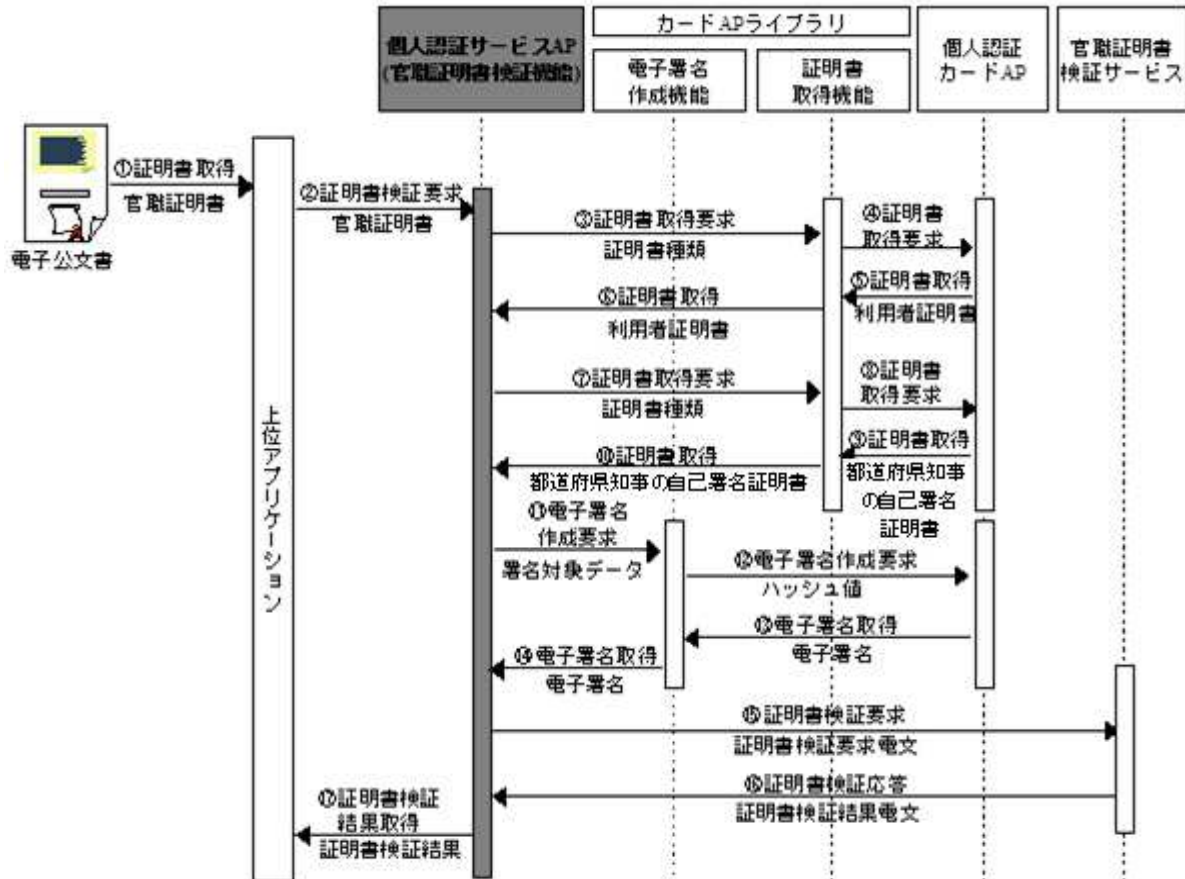 カードAPライブラリ
個人認証サービスAP
(官職証明書検証機能)
電子署名
作成機能
証明書
取得機能
個人認証
カードAP
官職証明書
検証サービス
電子公文書
上位アプリケーション
①証明書取得
官職証明書
②証明書検証要求
官職証明書
③証明書取得要求
証明書種類
④証明書
取得要求
⑤証明書取得
利用者証明書
⑥証明書取得
利用者証明書
⑦証明書取得要求
証明書種類
⑧証明書
取得要求
⑨証明書取得
都道府県知事
の自己署名
証明書
⑩証明書取得
都道府県知事の自己署名証明書
⑪電子署名
作成要求
署名対象データ
⑫電子署名作成要求
ハッシュ値
⑬電子署名取得
電子署名
⑭電子署名取得
電子署名
⑮証明書検証要求
証明書検証要求電文
⑯証明書検証応答
証明書検証結果電文
⑰証明書検証
結果取得
証明書検証結果